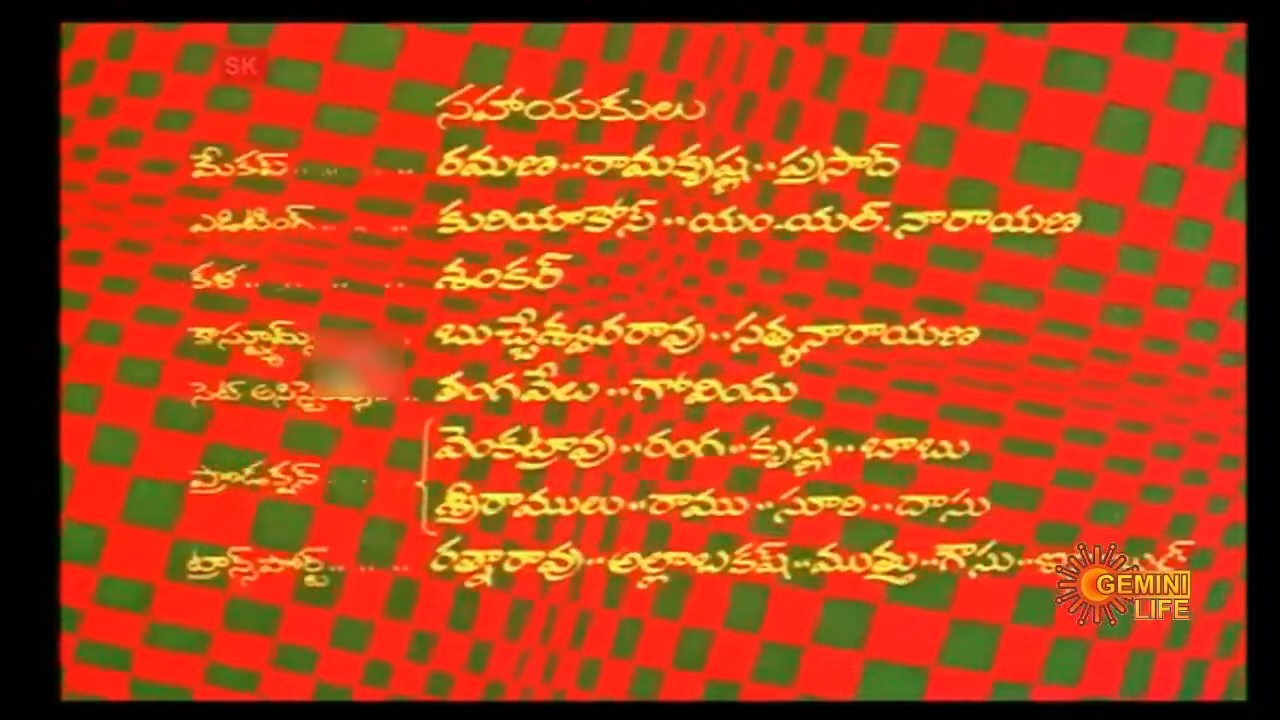 SK
సహాయకులు
మేకప్ .. .. .. రమణ..రామకృష్ణ..ప్రసాద్
ఎడిటింగ్ .. .. .. కురియాకోస్..యం.యల్.నారాయణ
కళ .. .. .. .. శంకర్
కాస్ట్యూమ్స్ .. బుచ్చేశ్వరరావు..సత్యనారాయణ
సెట్ అసిస్టెంట్స్ .. .. తంగవేలు..గోవిందు
వెంకట్రావు..రంగ..కృష్ణ..బాబు
ప్రొడక్షన్ .. ..
శ్రీరాములు..రాము..సూరి..దాసు
ట్రాన్స్‌పోర్ట్ .. .. .. రత్నారావు..అల్లాబకష్..ముత్తు..గౌసు..
GEMINI
LIFE